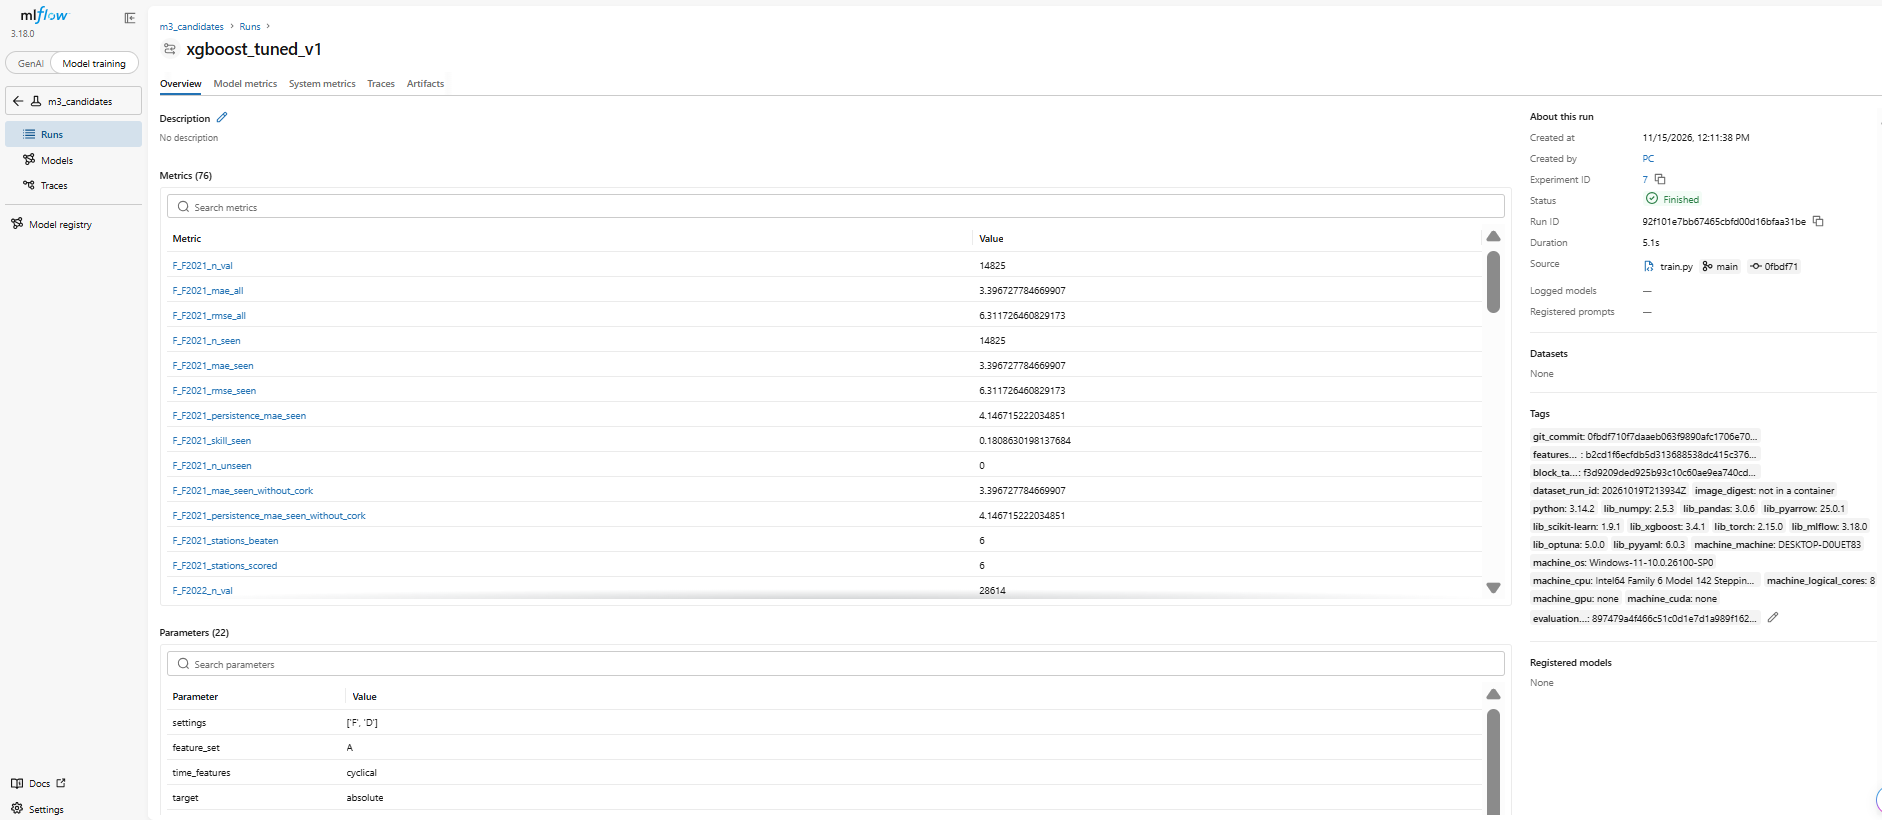 mlflow
3.18.0
GenAI
Model training
m3_candidates
Runs
Models
Traces
Model registry
Docs
Settings
m3_candidates > Runs >
xgboost_tuned_v1
Overview Model metrics System metrics Traces Artifacts
Description
No description
Metrics (76)
Search metrics
Metric Value
F_F2021_n_val 14825
F_F2021_mae_all 3.396727784669907
F_F2021_rmse_all 6.311726460829173
F_F2021_n_seen 14825
F_F2021_mae_seen 3.396727784669907
F_F2021_rmse_seen 6.311726460829173
F_F2021_persistence_mae_seen 4.146715222034851
F_F2021_skill_seen 0.1808630198137684
F_F2021_n_unseen 0
F_F2021_mae_seen_without_cork 3.396727784669907
F_F2021_persistence_mae_seen_without_cork 4.146715222034851
F_F2021_stations_beaten 6
F_F2021_stations_scored 6
F_F2022_n_val 28614
Parameters (22)
Search parameters
Parameter Value
settings ['F', 'D']
feature_set A
time_features cyclical
target absolute
About this run
Created at 11/15/2026, 12:11:38 PM
Created by PC
Experiment ID 7
Status Finished
Run ID 92f101e7bb67465cbfd00d16bfaa31be
Duration 5.1s
Source train.py main 0fbdf71
Logged models —
Registered prompts —
Datasets
None
Tags
git_commit: 0fbdf710f7daaeb063f9890afc1706e70...
features... : b2cd1f6ecfdb5d313688538dc415c376...
block_ta...: f3d9209ded925b93c10c60ae9ea740cd...
dataset_run_id: 20261019T213934Z image_digest: not in a container
python: 3.14.2 lib_numpy: 2.5.3 lib_pandas: 3.0.6 lib_pyarrow: 25.0.1
lib_scikit-learn: 1.9.1 lib_xgboost: 3.4.1 lib_torch: 2.15.0 lib_mlflow: 3.18.0
lib_optuna: 5.0.0 lib_pyyaml: 6.0.3 machine_machine: DESKTOP-D0UET83
machine_os: Windows-11-10.0.26100-SP0
machine_cpu: Intel64 Family 6 Model 142 Steppin... machine_logical_cores: 8
machine_gpu: none machine_cuda: none
evaluation...: 897479a4f466c51c0d1e7d1a989f162...
Registered models
None